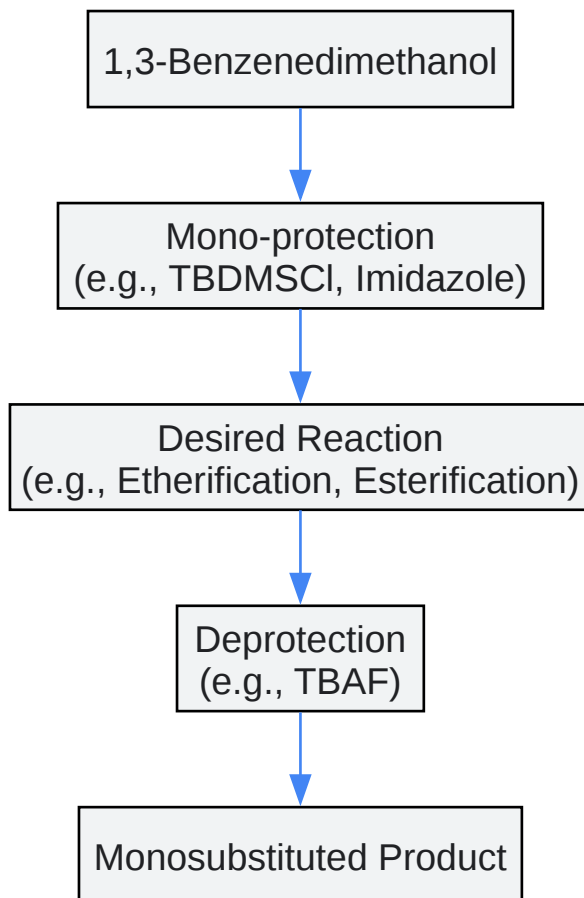 1,3-Benzenedimethanol
Mono-protection
(e.g., TBDMSCl, Imidazole)
Desired Reaction
(e.g., Etherification, Esterification)
Deprotection
(e.g., TBAF)
Monosubstituted Product